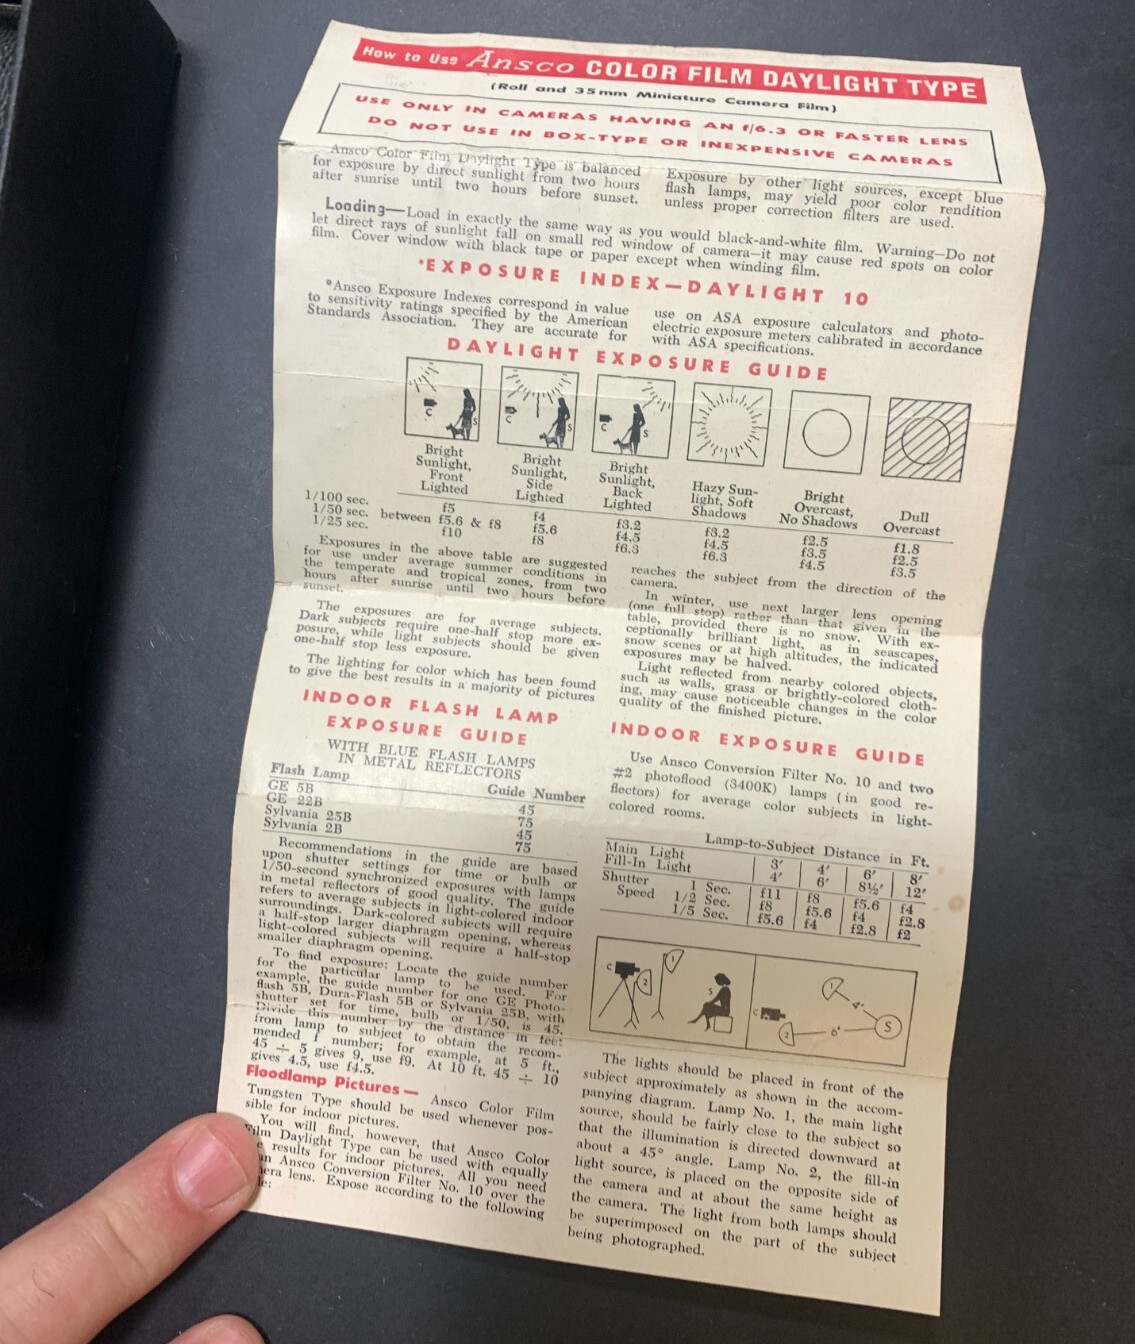 How to Use Ansco COLOR FILM DAYLIGHT TYPE
(Roll and 35mm Miniature Camera Film)
USE ONLY IN CAMERAS HAVING AN f/6.3 OR FASTER LENS
DO NOT USE IN BOX-TYPE OR INEXPENSIVE CAMERAS
Ansco Color Film Daylight Type is balanced
for exposure by direct sunlight from two hours
after sunrise until two hours before sunset.
Exposure by other light sources, except blue
flash lamps, may yield poor color rendition
unless proper correction filters are used.
Loading—Load in exactly the same way as you would black-and-white film. Warning—Do not
let direct rays of sunlight fall on small red window of camera—it may cause red spots on color
film. Cover window with black tape or paper except when winding film.
*EXPOSURE INDEX—DAYLIGHT 10
*Ansco Exposure Indexes correspond in value
to sensitivity ratings specified by the American
Standards Association. They are accurate for
use on ASA exposure calculators and photo-
electric exposure meters calibrated in accordance
with ASA specifications.
DAYLIGHT EXPOSURE GUIDE
C S
C S
C S
Bright Sunlight, Front Lighted
Bright Sunlight, Side Lighted
Bright Sunlight, Back Lighted
Hazy Sun-light, Soft Shadows
Bright Overcast, No Shadows
Dull Overcast
1/100 sec. f5 f4 f3.2 f3.2 f2.5 f1.8
1/50 sec. between f5.6 & f8 f5.6 f4.5 f4.5 f3.5 f2.5
1/25 sec. f10 f8 f6.3 f6.3 f4.5 f3.5
Exposures in the above table are suggested
for use under average summer conditions in
the temperate and tropical zones, from two
hours after sunrise until two hours before
sunset.
The exposures are for average subjects.
Dark subjects require one-half stop more ex-
posure, while light subjects should be given
one-half stop less exposure.
The lighting for color which has been found
to give the best results in a majority of pictures
reaches the subject from the direction of the
camera.
In winter, use next larger lens opening
(one full stop) rather than that given in the
table, provided there is no snow. With ex-
ceptionally brilliant light, as in seascapes,
snow scenes or at high altitudes, the indicated
exposures may be halved.
Light reflected from nearby colored objects,
such as walls, grass or brightly-colored cloth-
ing, may cause noticeable changes in the color
quality of the finished picture.
INDOOR FLASH LAMP
EXPOSURE GUIDE
WITH BLUE FLASH LAMPS
IN METAL REFLECTORS
Flash Lamp Guide Number
GE 5B 45
GE 22B 75
Sylvania 25B 45
Sylvania 2B 75
Recommendations in the guide are based
upon shutter settings for time or bulb or
1/50-second synchronized exposures with lamps
in metal reflectors of good quality. The guide
refers to average subjects in light-colored indoor
surroundings. Dark-colored subjects will require
a half-stop larger diaphragm opening, whereas
light-colored subjects will require a half-stop
smaller diaphragm opening.
To find exposure: Locate the guide number
for the particular lamp to be used. For
example, the guide number for one GE Photo-
flash 5B, Dura-Flash 5B or Sylvania 25B, with
shutter set for time, bulb or 1/50, is 45.
Divide this number by the distance in feet
from lamp to subject to obtain the recom-
mended f number; for example, at 5 ft.,
45 ÷ 5 gives 9, use f9. At 10 ft. 45 ÷ 10
gives 4.5, use f4.5.
Floodlamp Pictures— Ansco Color Film
Tungsten Type should be used whenever pos-
sible for indoor pictures.
You will find, however, that Ansco Color
Film Daylight Type can be used with equally
results for indoor pictures. All you need
an Ansco Conversion Filter No. 10 over the
lens. Expose according to the following
INDOOR EXPOSURE GUIDE
Use Ansco Conversion Filter No. 10 and two
#2 photoflood (3400K) lamps (in good re-
flectors) for average color subjects in light-
colored rooms.
Lamp-to-Subject Distance in Ft.
Main Light 3' 4' 6' 8'
Fill-In Light 4' 6' 8½' 12'
Shutter Speed 1 Sec. f11 f8 f5.6 f4
1/2 Sec. f8 f5.6 f4 f2.8
1/5 Sec. f5.6 f4 f2.8 f2
C 2 1 S
C 2 1 4' 6' S
The lights should be placed in front of the
subject approximately as shown in the accom-
panying diagram. Lamp No. 1, the main light
source, should be fairly close to the subject so
that the illumination is directed downward at
about a 45° angle. Lamp No. 2, the fill-in
light source, is placed on the opposite side of
the camera and at about the same height as
the camera. The light from both lamps should
be superimposed on the part of the subject
being photographed.